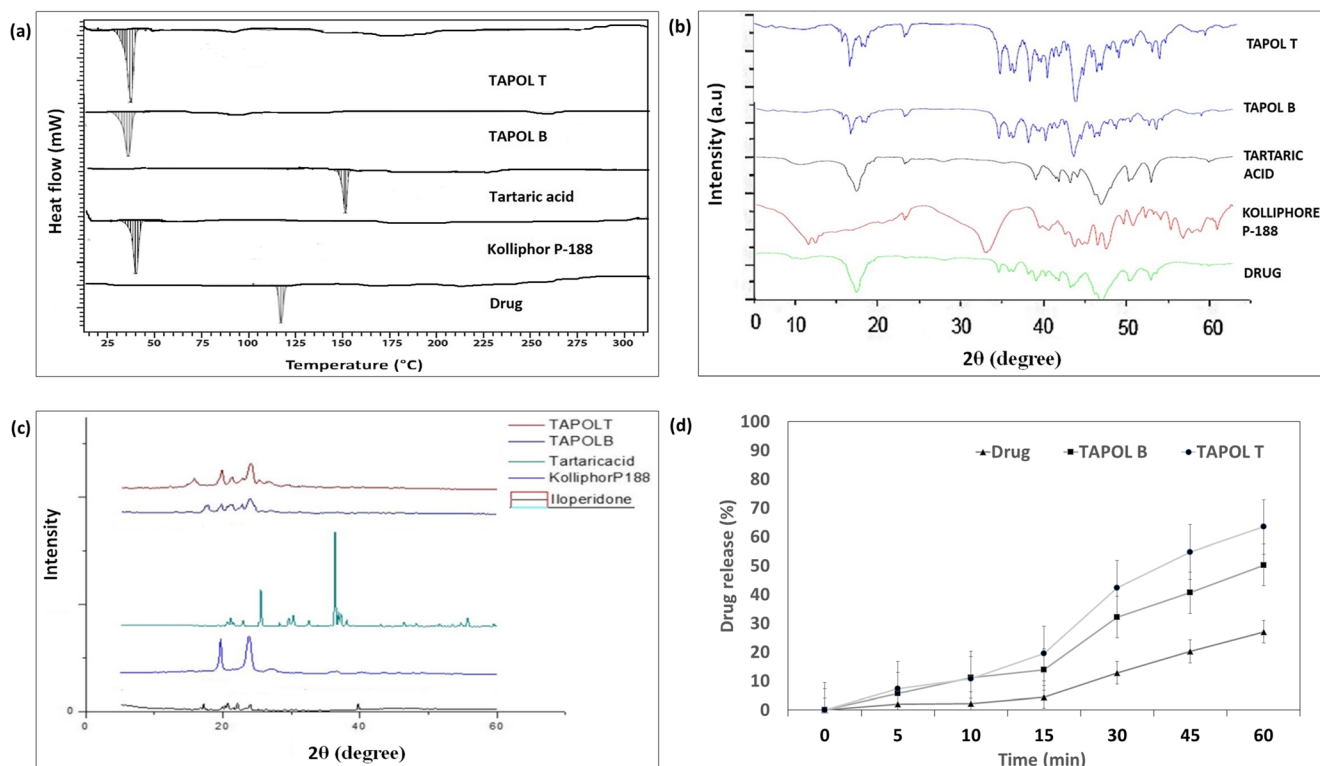 (a)
TAPOL T
TAPOL B
Tartaric acid
Kolliphor P-188
Drug
Heat flow (mW)
25 50 75 100 125 150 175 200 225 250 275 300
Temperature (°C)
(b)
TAPOL T
TAPOL B
TARTARIC
ACID
KOLLIPHORE
P-188
DRUG
Intensity (a.u)
0 10 20 30 40 50 60
2θ (degree)
(c)
TAPOLT
TAPOLB
Tartaricacid
KolliphorP188
Iloperidone
Intensity
0
0 20 40 60
2θ (degree)
(d)
Drug TAPOL B TAPOL T
100
90
80
70
60
50
40
30
20
10
0
Drug release (%)
0 5 10 15 30 45 60
Time (min)